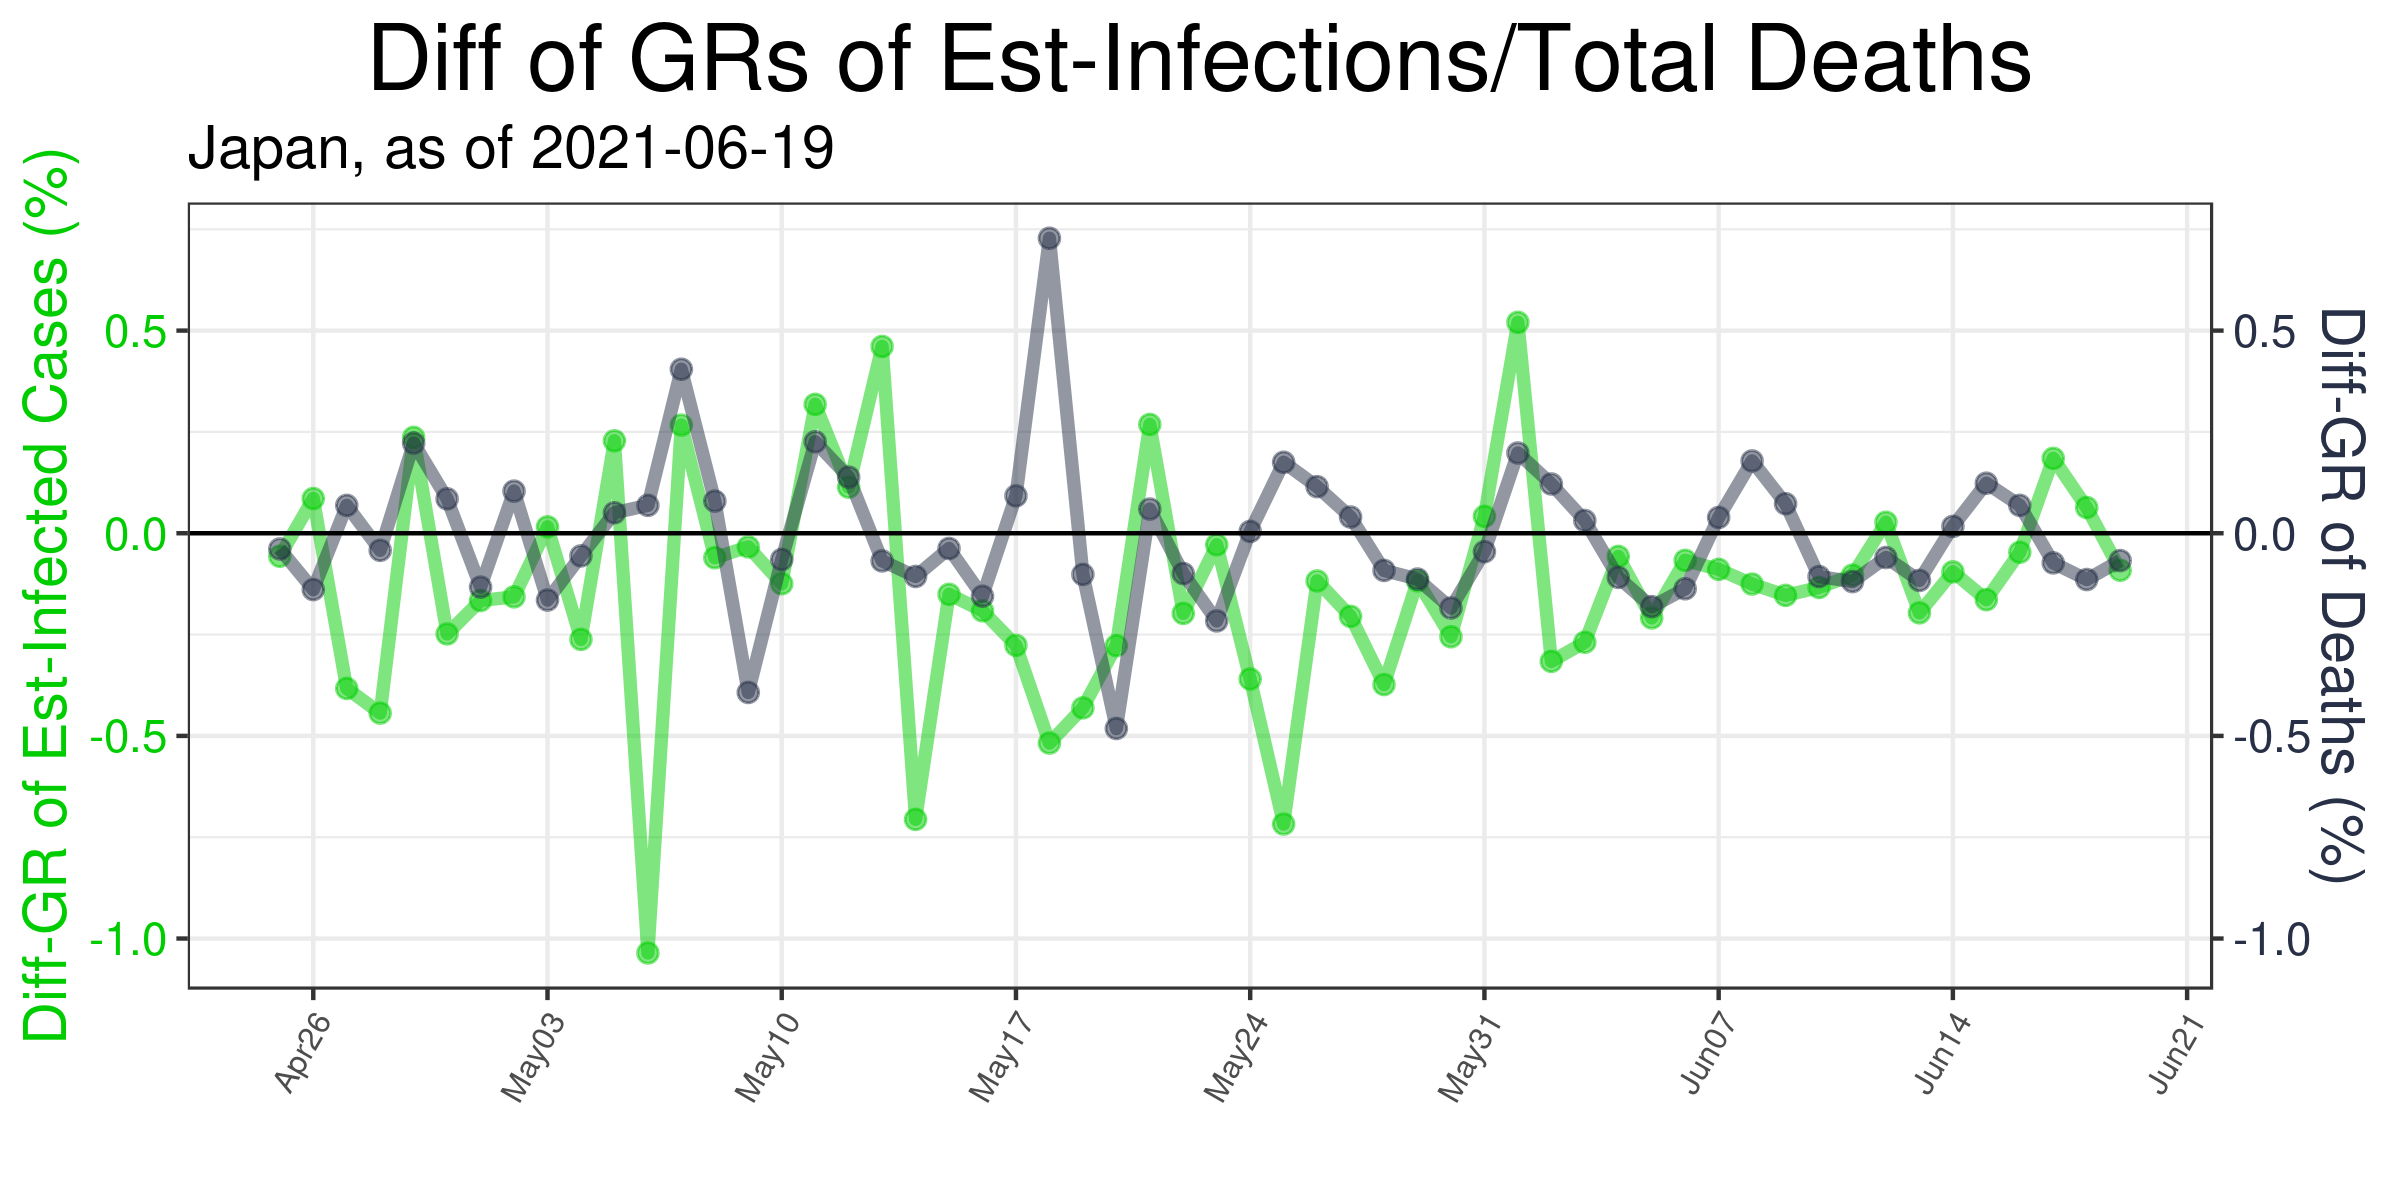 Diff of GRs of Est-Infections/Total Deaths
Japan, as of 2021-06-19
Diff-GR of Est-Infected Cases (%)
0.5
0.0
-0.5
-1.0
0.5
0.0
-0.5
-1.0
Diff-GR of Deaths (%)
Apr26
May03
May10
May17
May24
May31
Jun07
Jun14
Jun21